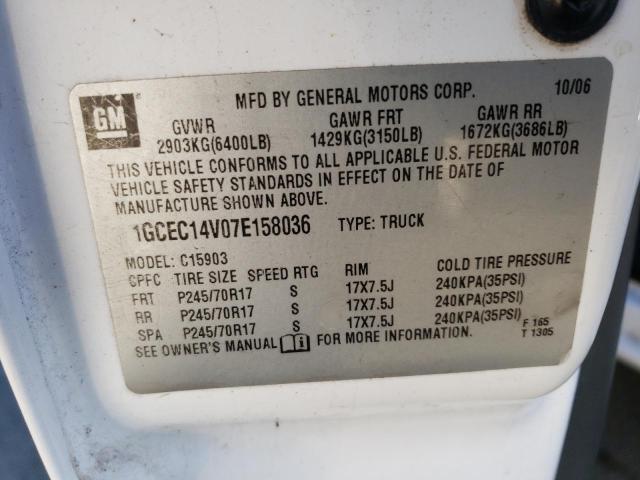 MFD BY GENERAL MOTORS CORP. 10/06
GM
GVWR GAWR FRT GAWR RR
2903KG(6400LB) 1429KG(3150LB) 1672KG(3686LB)
THIS VEHICLE CONFORMS TO ALL APPLICABLE U.S. FEDERAL MOTOR
VEHICLE SAFETY STANDARDS IN EFFECT ON THE DATE OF
MANUFACTURE SHOWN ABOVE.
1GCEC14V07E158036 TYPE: TRUCK
MODEL: C15903
CPFC TIRE SIZE SPEED RTG RIM COLD TIRE PRESSURE
FRT P245/70R17 S 17X7.5J 240KPA(35PSI)
RR P245/70R17 S 17X7.5J 240KPA(35PSI)
SPA P245/70R17 S 17X7.5J 240KPA(35PSI)
SEE OWNER'S MANUAL FOR MORE INFORMATION.
F 165
T 1305